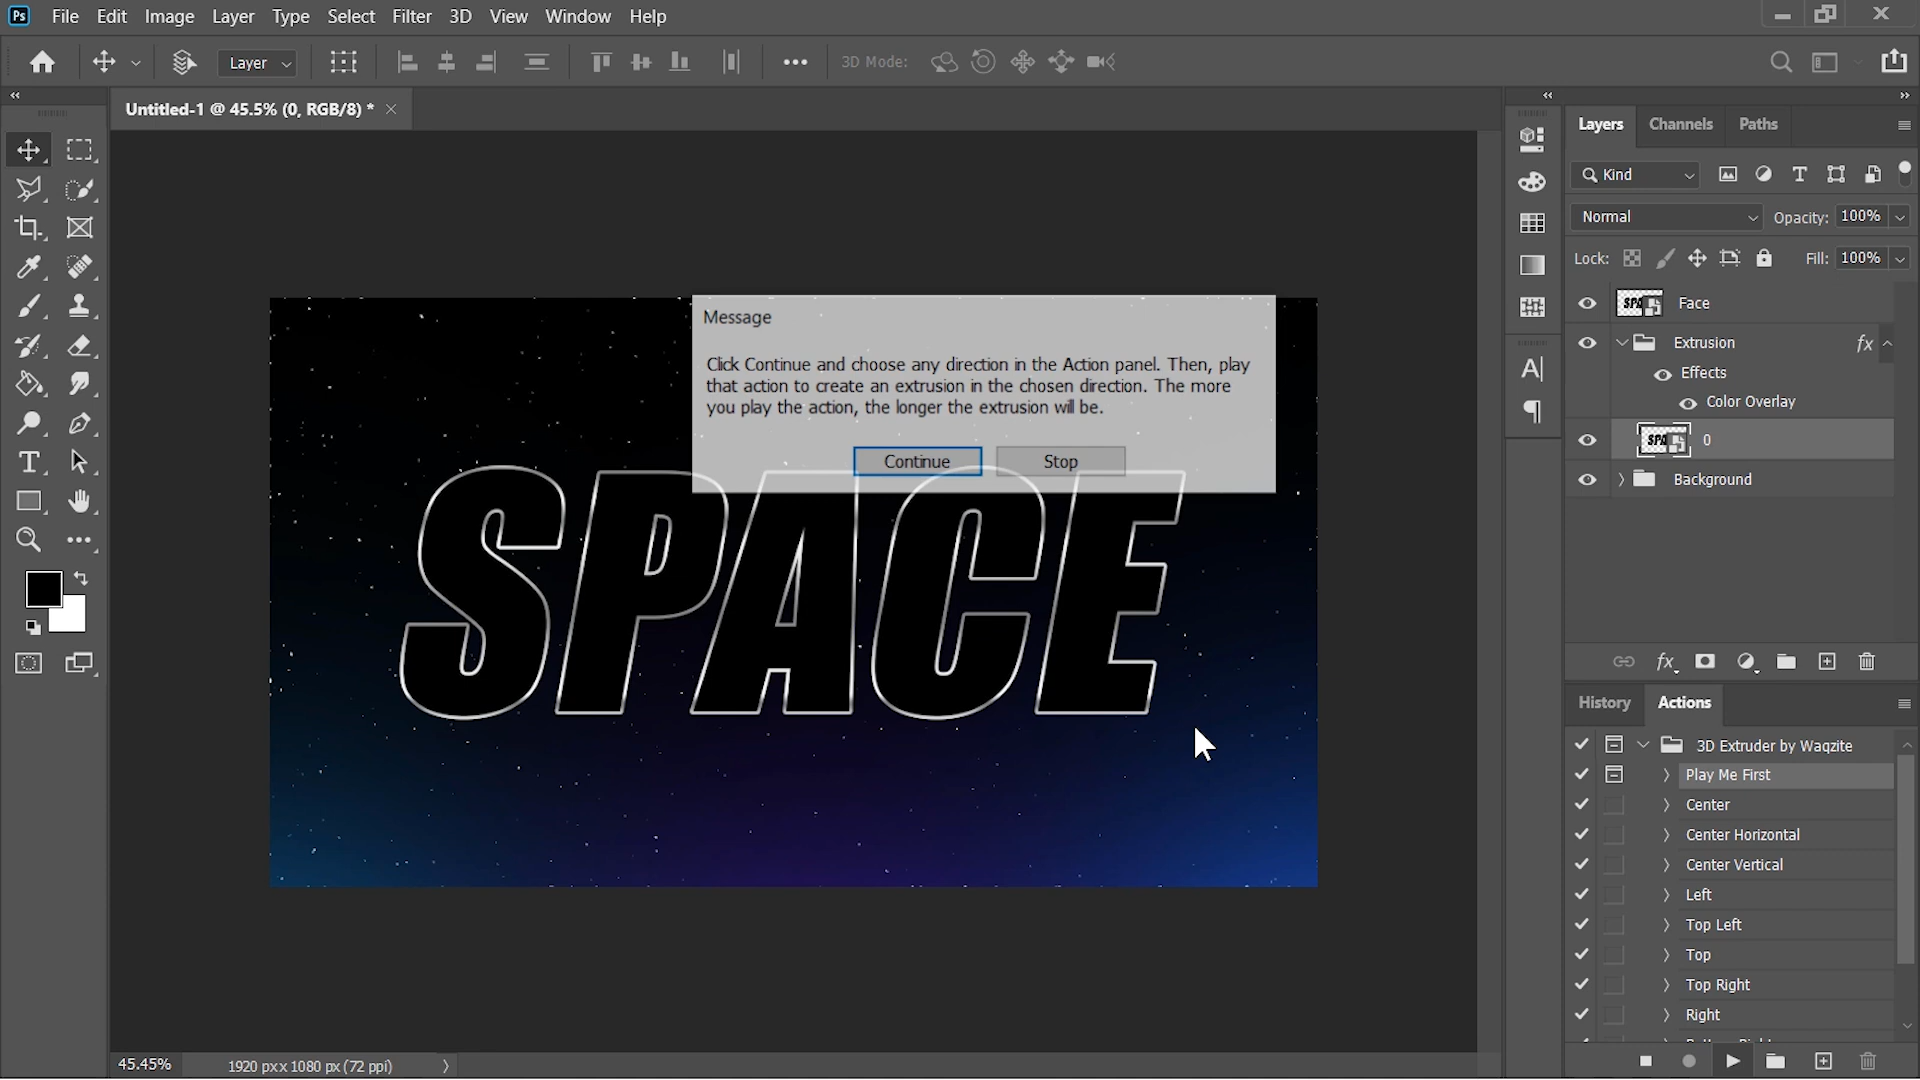 Ps File Edit Image Layer Type Select Filter 3D View Window Help
Layer 3D Mode:
Untitled-1 @ 45.5% (0, RGB/8) *
Layers Channels Paths
Kind
Normal Opacity: 100%
Lock: Fill: 100%
Face
Extrusion fx
Effects
Color Overlay
0
Background
Message
Click Continue and choose any direction in the Action panel. Then, play
that action to create an extrusion in the chosen direction. The more
you play the action, the longer the extrusion will be.
Continue Stop
SPACE
History Actions
3D Extruder by Waqzite
Play Me First
Center
Center Horizontal
Center Vertical
Left
Top Left
Top
Top Right
Right
45.45% 1920 px x 1080 px (72 ppi)